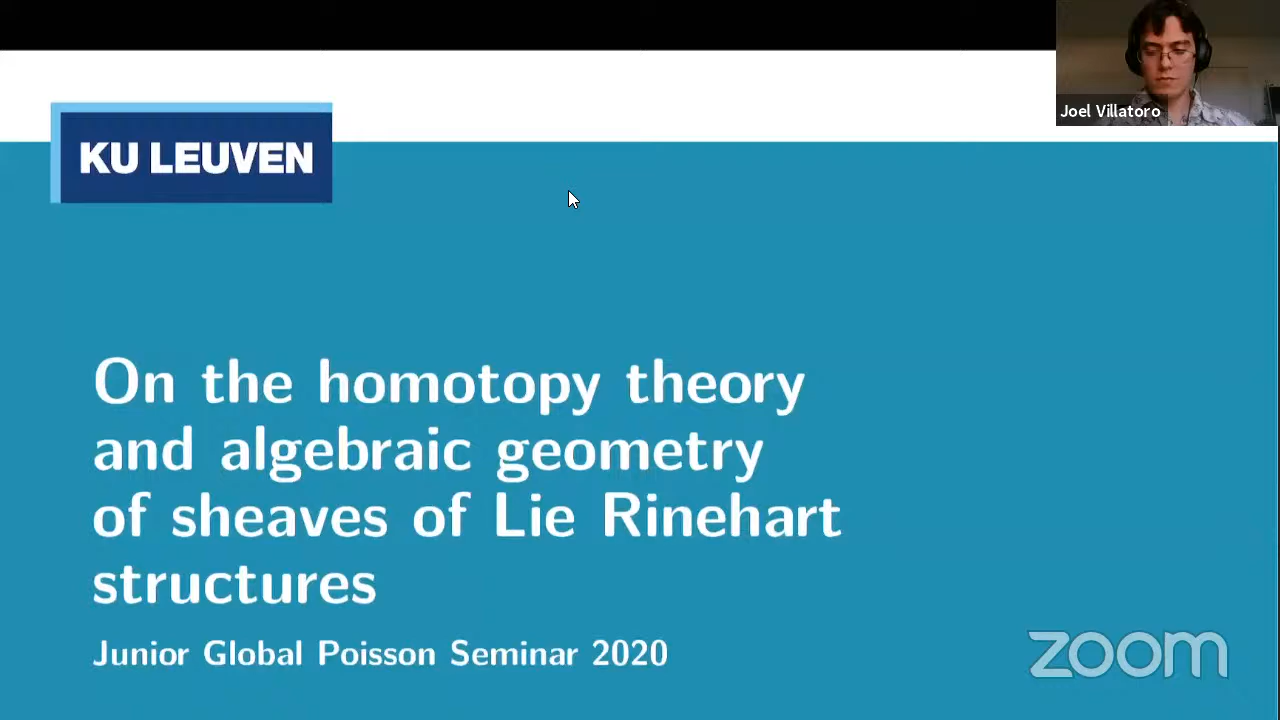 Joel Villatoro
KU LEUVEN
On the homotopy theory
and algebraic geometry
of sheaves of Lie Rinehart
structures
Junior Global Poisson Seminar 2020
zoom